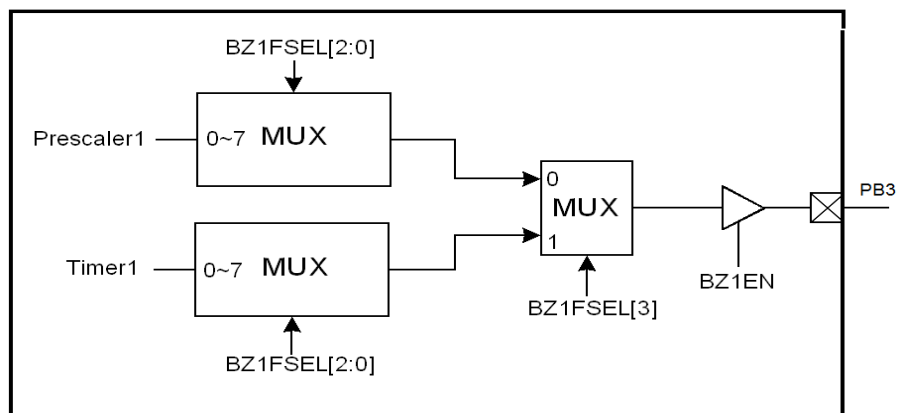 BZ1FSEL[2:0]
Prescaler1
0~7 MUX
0
MUX
1
PB3
Timer1
0~7 MUX
BZ1EN
BZ1FSEL[3]
BZ1FSEL[2:0]